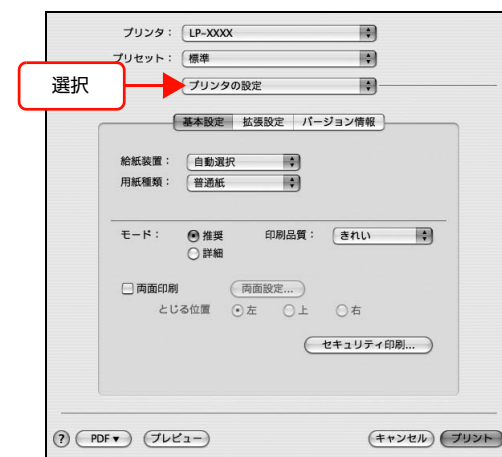 プリンタ： LP-XXXX
プリセット： 標準
選択
プリンタの設定
基本設定 拡張設定 バージョン情報
給紙装置： 自動選択
用紙種類： 普通紙
モード： 推奨 印刷品質： きれい
詳細
両面印刷 両面設定...
とじる位置 左 上 右
セキュリティ印刷...
? PDF▼ プレビュー キャンセル プリント